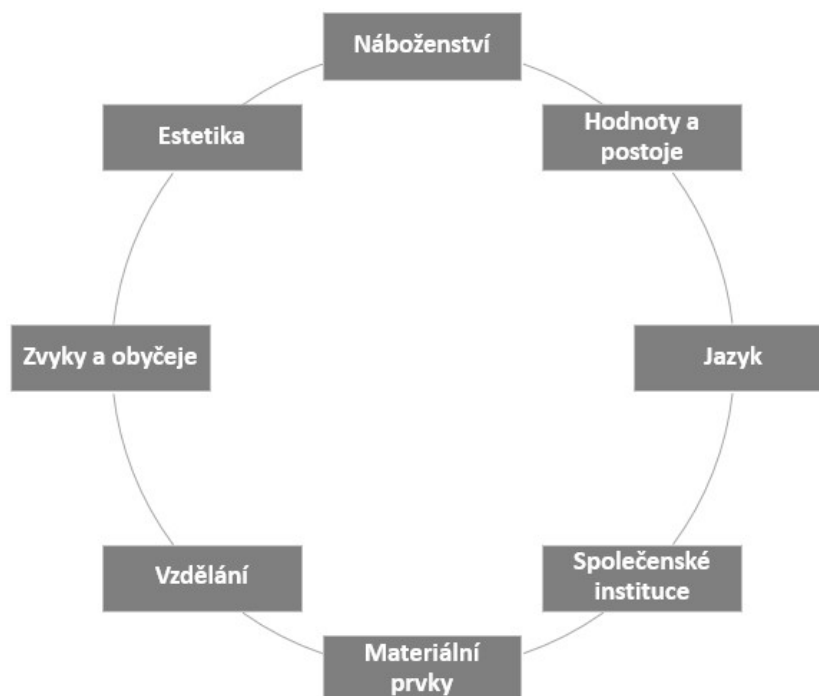 Náboženství
Hodnoty a
postoje
Jazyk
Společenské
instituce
Materiální
prvky
Vzdělání
Zvyky a obyčeje
Estetika